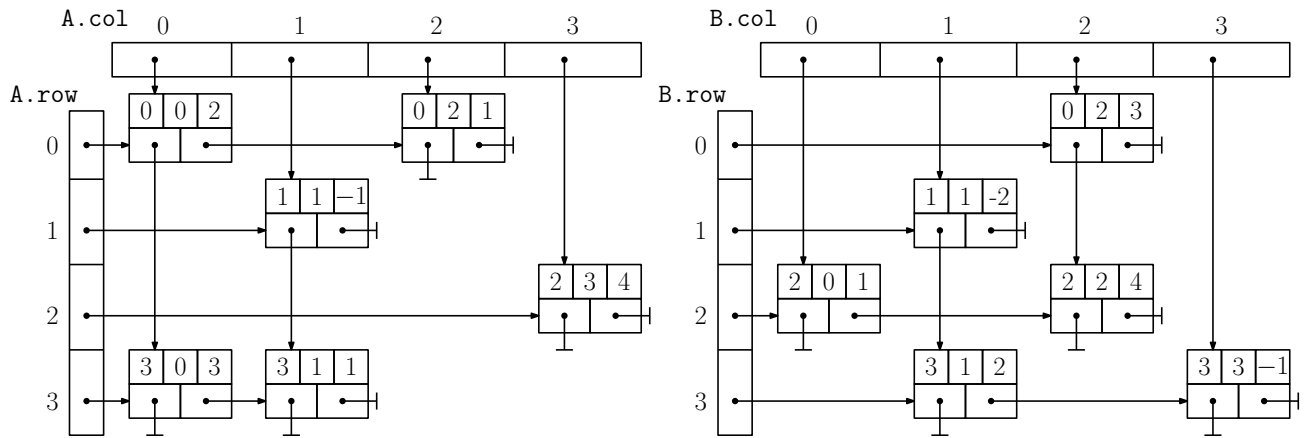 A.col 0 1 2 3 B.col 0 1 2 3
A.row 0 0 2 0 2 1 B.row 0 2 3
0 0
1 1 −1 1 1 -2
1 1
2 3 4 2 0 1 2 2 4
2 2
3 0 3 3 1 1 3 1 2 3 3 −1
3 3